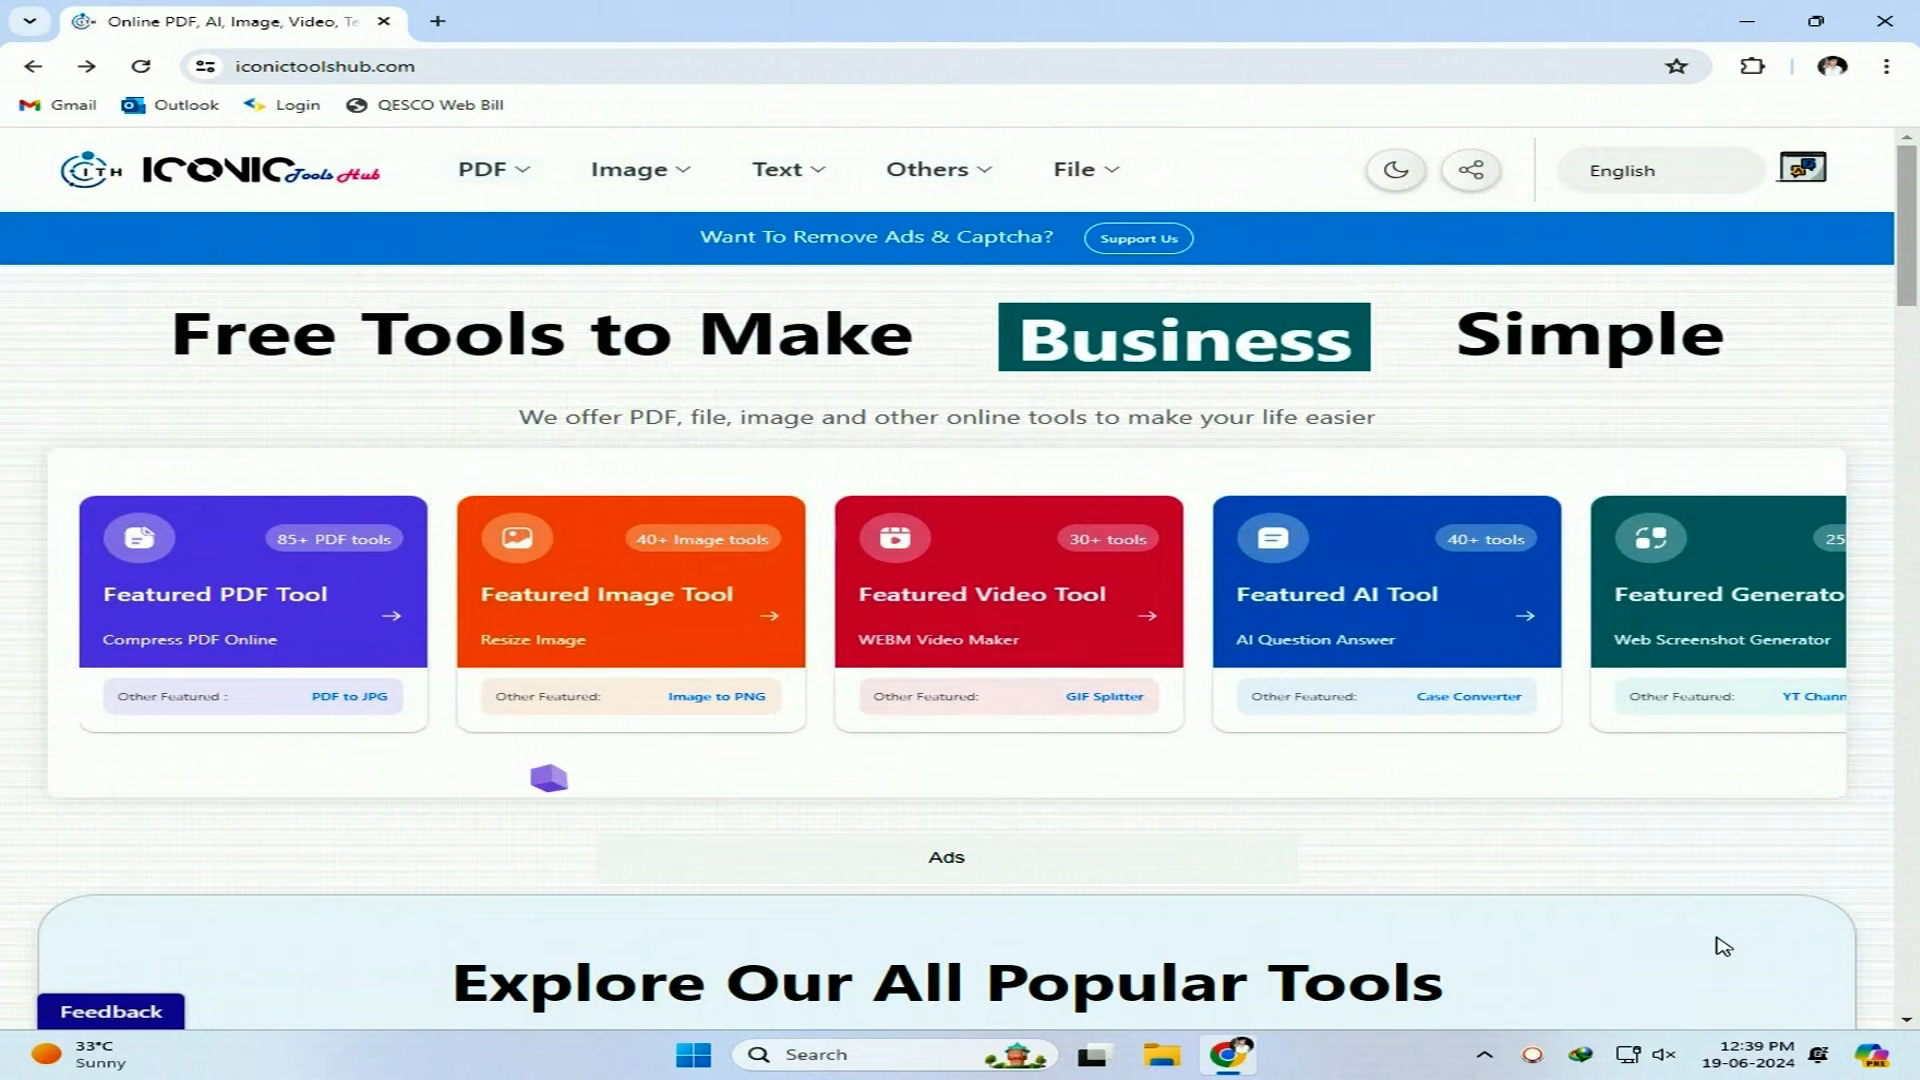 Online PDF, AI, Image, Video, Te
iconictoolshub.com
Gmail
Outlook
Login
QESCO Web Bill
ITH ICONIC Tools Hub
PDF
Image
Text
Others
File
English
Want To Remove Ads & Captcha?
Support Us
Free Tools to Make Business Simple
We offer PDF, file, image and other online tools to make your life easier
85+ PDF tools
Featured PDF Tool
Compress PDF Online
Other Featured :
PDF to JPG
40+ Image tools
Featured Image Tool
Resize Image
Other Featured:
Image to PNG
30+ tools
Featured Video Tool
WEBM Video Maker
Other Featured:
GIF Splitter
40+ tools
Featured AI Tool
AI Question Answer
Other Featured:
Case Converter
25
Featured Generato
Web Screenshot Generator
Other Featured:
YT Chann
Ads
Explore Our All Popular Tools
Feedback
33°C
Sunny
Search
12:39 PM
19-06-2024
PRE